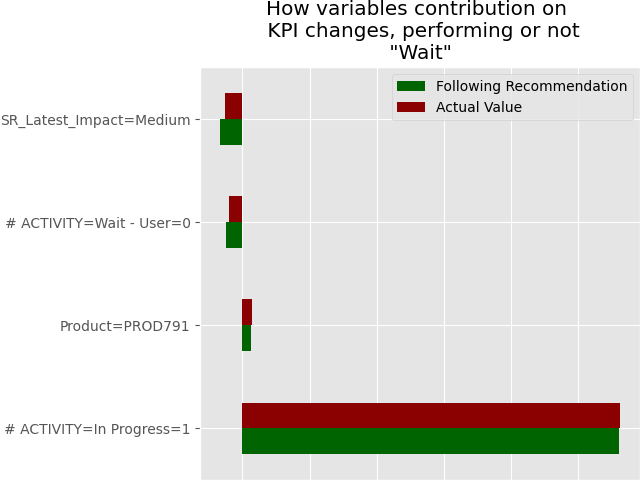 How variables contribution on
KPI changes, performing or not
"Wait"
Following Recommendation
Actual Value
SR_Latest_Impact=Medium
# ACTIVITY=Wait - User=0
Product=PROD791
# ACTIVITY=In Progress=1